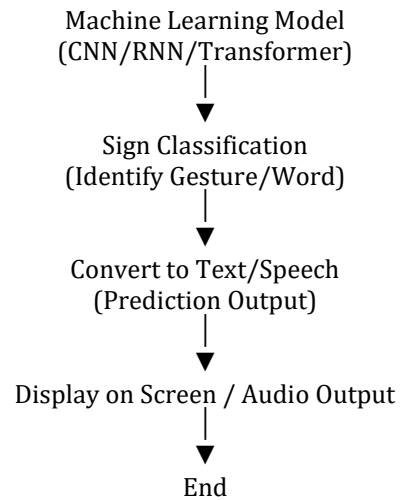 Machine Learning Model
(CNN/RNN/Transformer)
Sign Classification
(Identify Gesture/Word)
Convert to Text/Speech
(Prediction Output)
Display on Screen / Audio Output
End